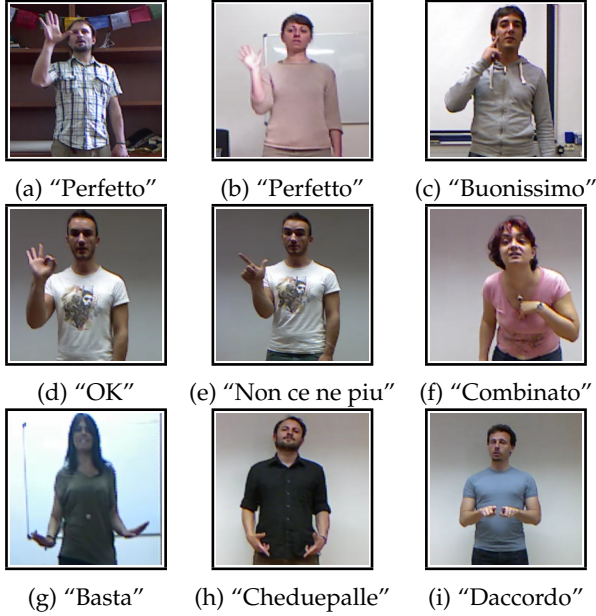 (a) “Perfetto” (b) “Perfetto” (c) “Buonissimo”
(d) “OK” (e) “Non ce ne piu” (f) “Combinato”
(g) “Basta” (h) “Cheduepalle” (i) “Daccordo”